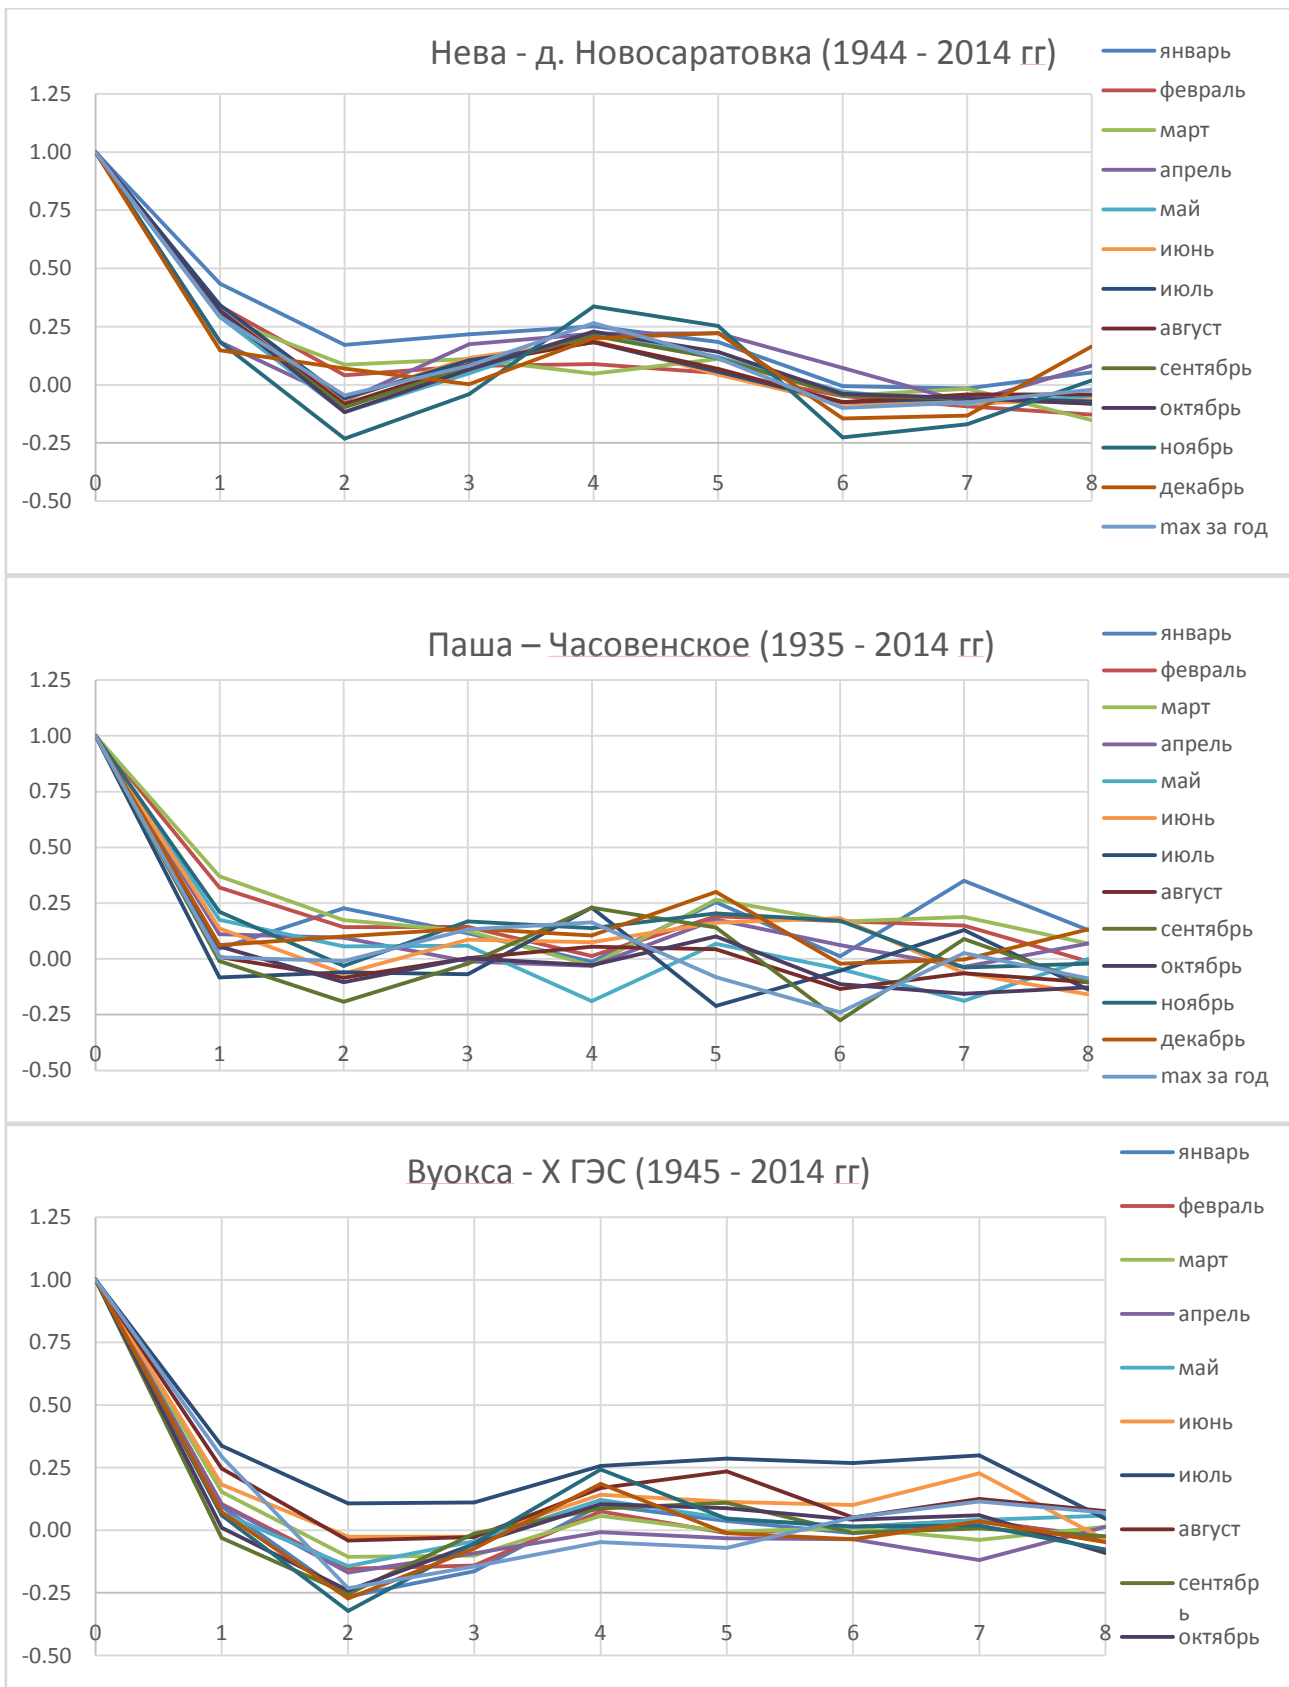 Нева - д. Новосаратовка (1944 - 2014 гг)
1.25
1.00
0.75
0.50
0.25
0.00
-0.25
-0.50
0 1 2 3 4 5 6 7 8
январь
февраль
март
апрель
май
июнь
июль
август
сентябрь
октябрь
ноябрь
декабрь
max за год
Паша – Часовенское (1935 - 2014 гг)
1.25
1.00
0.75
0.50
0.25
0.00
-0.25
-0.50
0 1 2 3 4 5 6 7 8
январь
февраль
март
апрель
май
июнь
июль
август
сентябрь
октябрь
ноябрь
декабрь
max за год
Вуокса - X ГЭС (1945 - 2014 гг)
1.25
1.00
0.75
0.50
0.25
0.00
-0.25
-0.50
0 1 2 3 4 5 6 7 8
январь
февраль
март
апрель
май
июнь
июль
август
сентябр
ь
октябрь